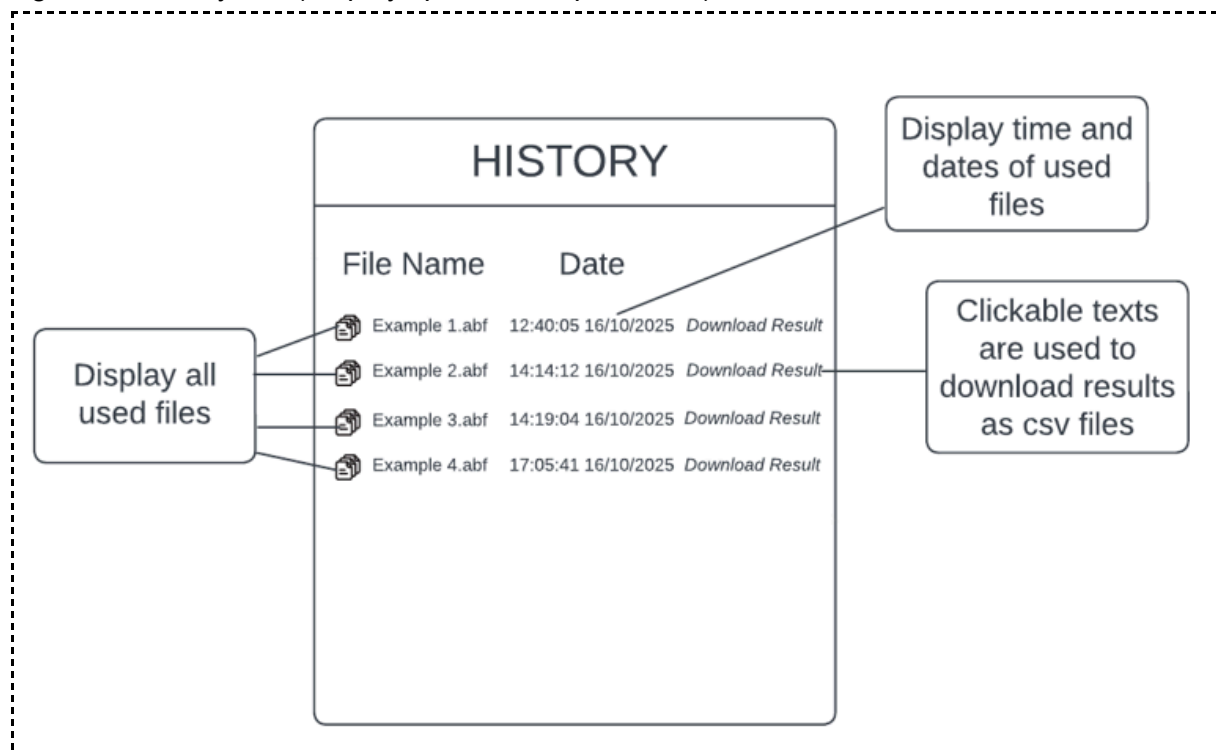 HISTORY
Display time and
dates of used
files
File Name Date
Example 1.abf 12:40:05 16/10/2025 Download Result
Example 2.abf 14:14:12 16/10/2025 Download Result
Example 3.abf 14:19:04 16/10/2025 Download Result
Example 4.abf 17:05:41 16/10/2025 Download Result
Display all
used files
Clickable texts
are used to
download results
as csv files